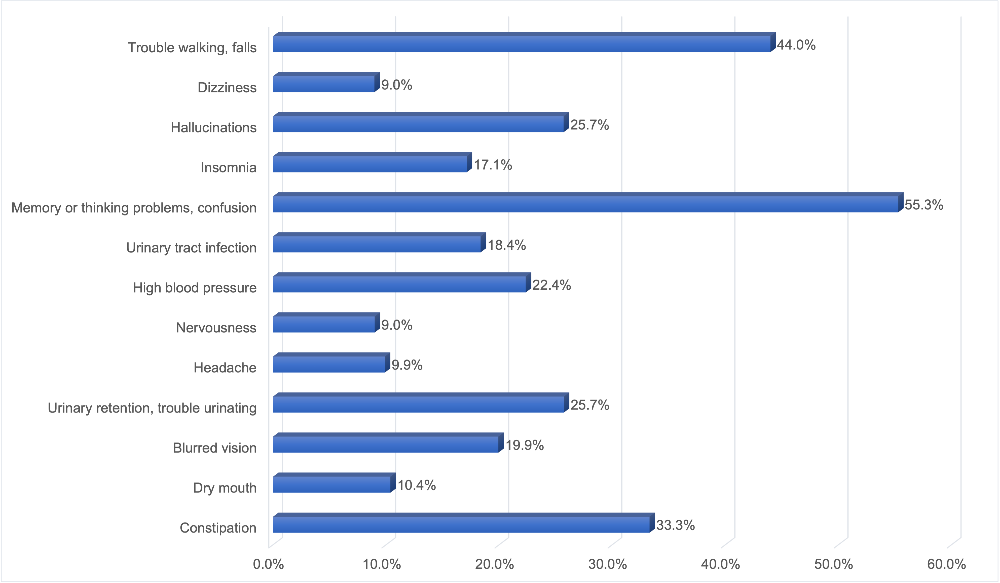 Trouble walking, falls 44.0%
Dizziness 9.0%
Hallucinations 25.7%
Insomnia 17.1%
Memory or thinking problems, confusion 55.3%
Urinary tract infection 18.4%
High blood pressure 22.4%
Nervousness 9.0%
Headache 9.9%
Urinary retention, trouble urinating 25.7%
Blurred vision 19.9%
Dry mouth 10.4%
Constipation 33.3%
0.0% 10.0% 20.0% 30.0% 40.0% 50.0% 60.0%